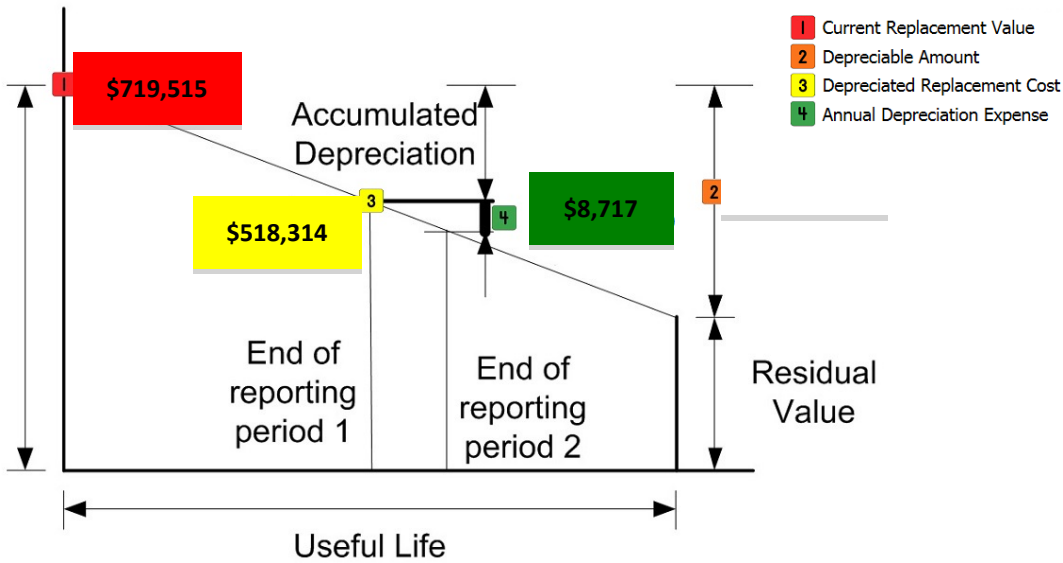 1 Current Replacement Value
2 Depreciable Amount
3 Depreciated Replacement Cost
4 Annual Depreciation Expense
1
$719,515
Accumulated
Depreciation
3
$518,314
4
$8,717
2
End of
reporting
period 1
End of
reporting
period 2
Residual
Value
Useful Life